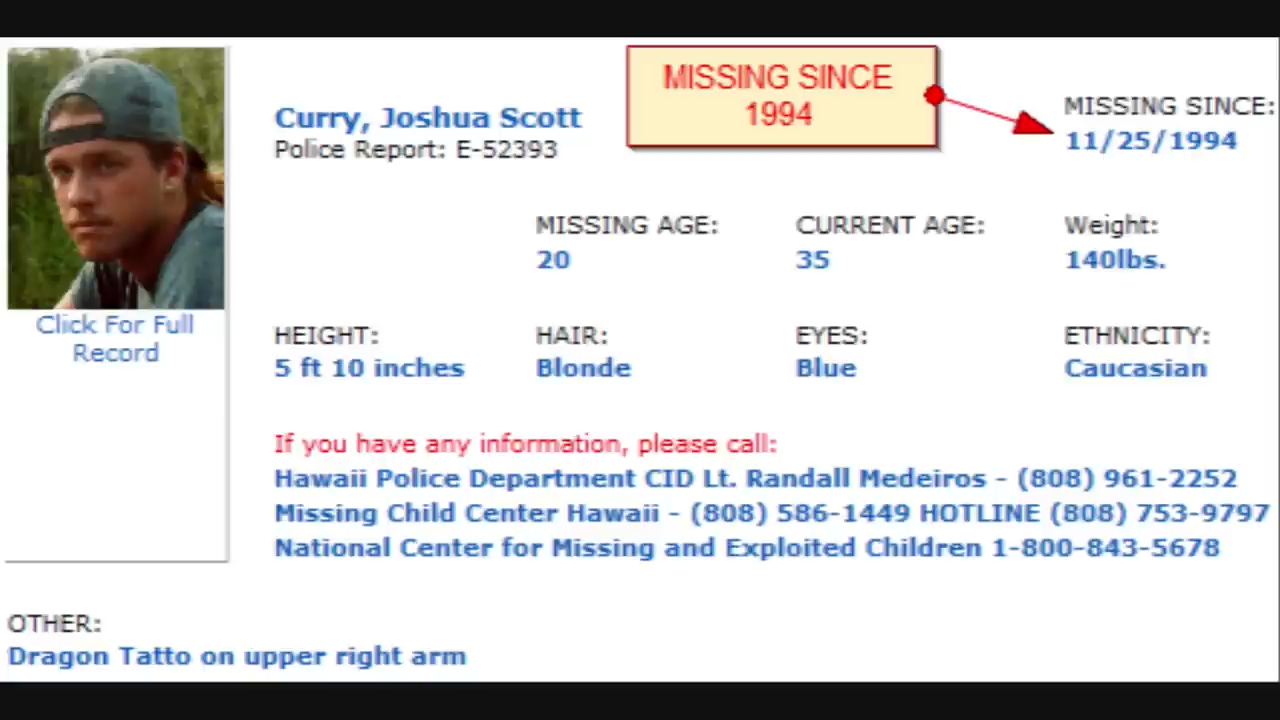 MISSING SINCE
1994
Curry, Joshua Scott
Police Report: E-52393
MISSING SINCE:
11/25/1994
MISSING AGE:
20
CURRENT AGE:
35
Weight:
140lbs.
Click For Full
Record
HEIGHT:
5 ft 10 inches
HAIR:
Blonde
EYES:
Blue
ETHNICITY:
Caucasian
If you have any information, please call:
Hawaii Police Department CID Lt. Randall Medeiros - (808) 961-2252
Missing Child Center Hawaii - (808) 586-1449 HOTLINE (808) 753-9797
National Center for Missing and Exploited Children 1-800-843-5678
OTHER:
Dragon Tatto on upper right arm